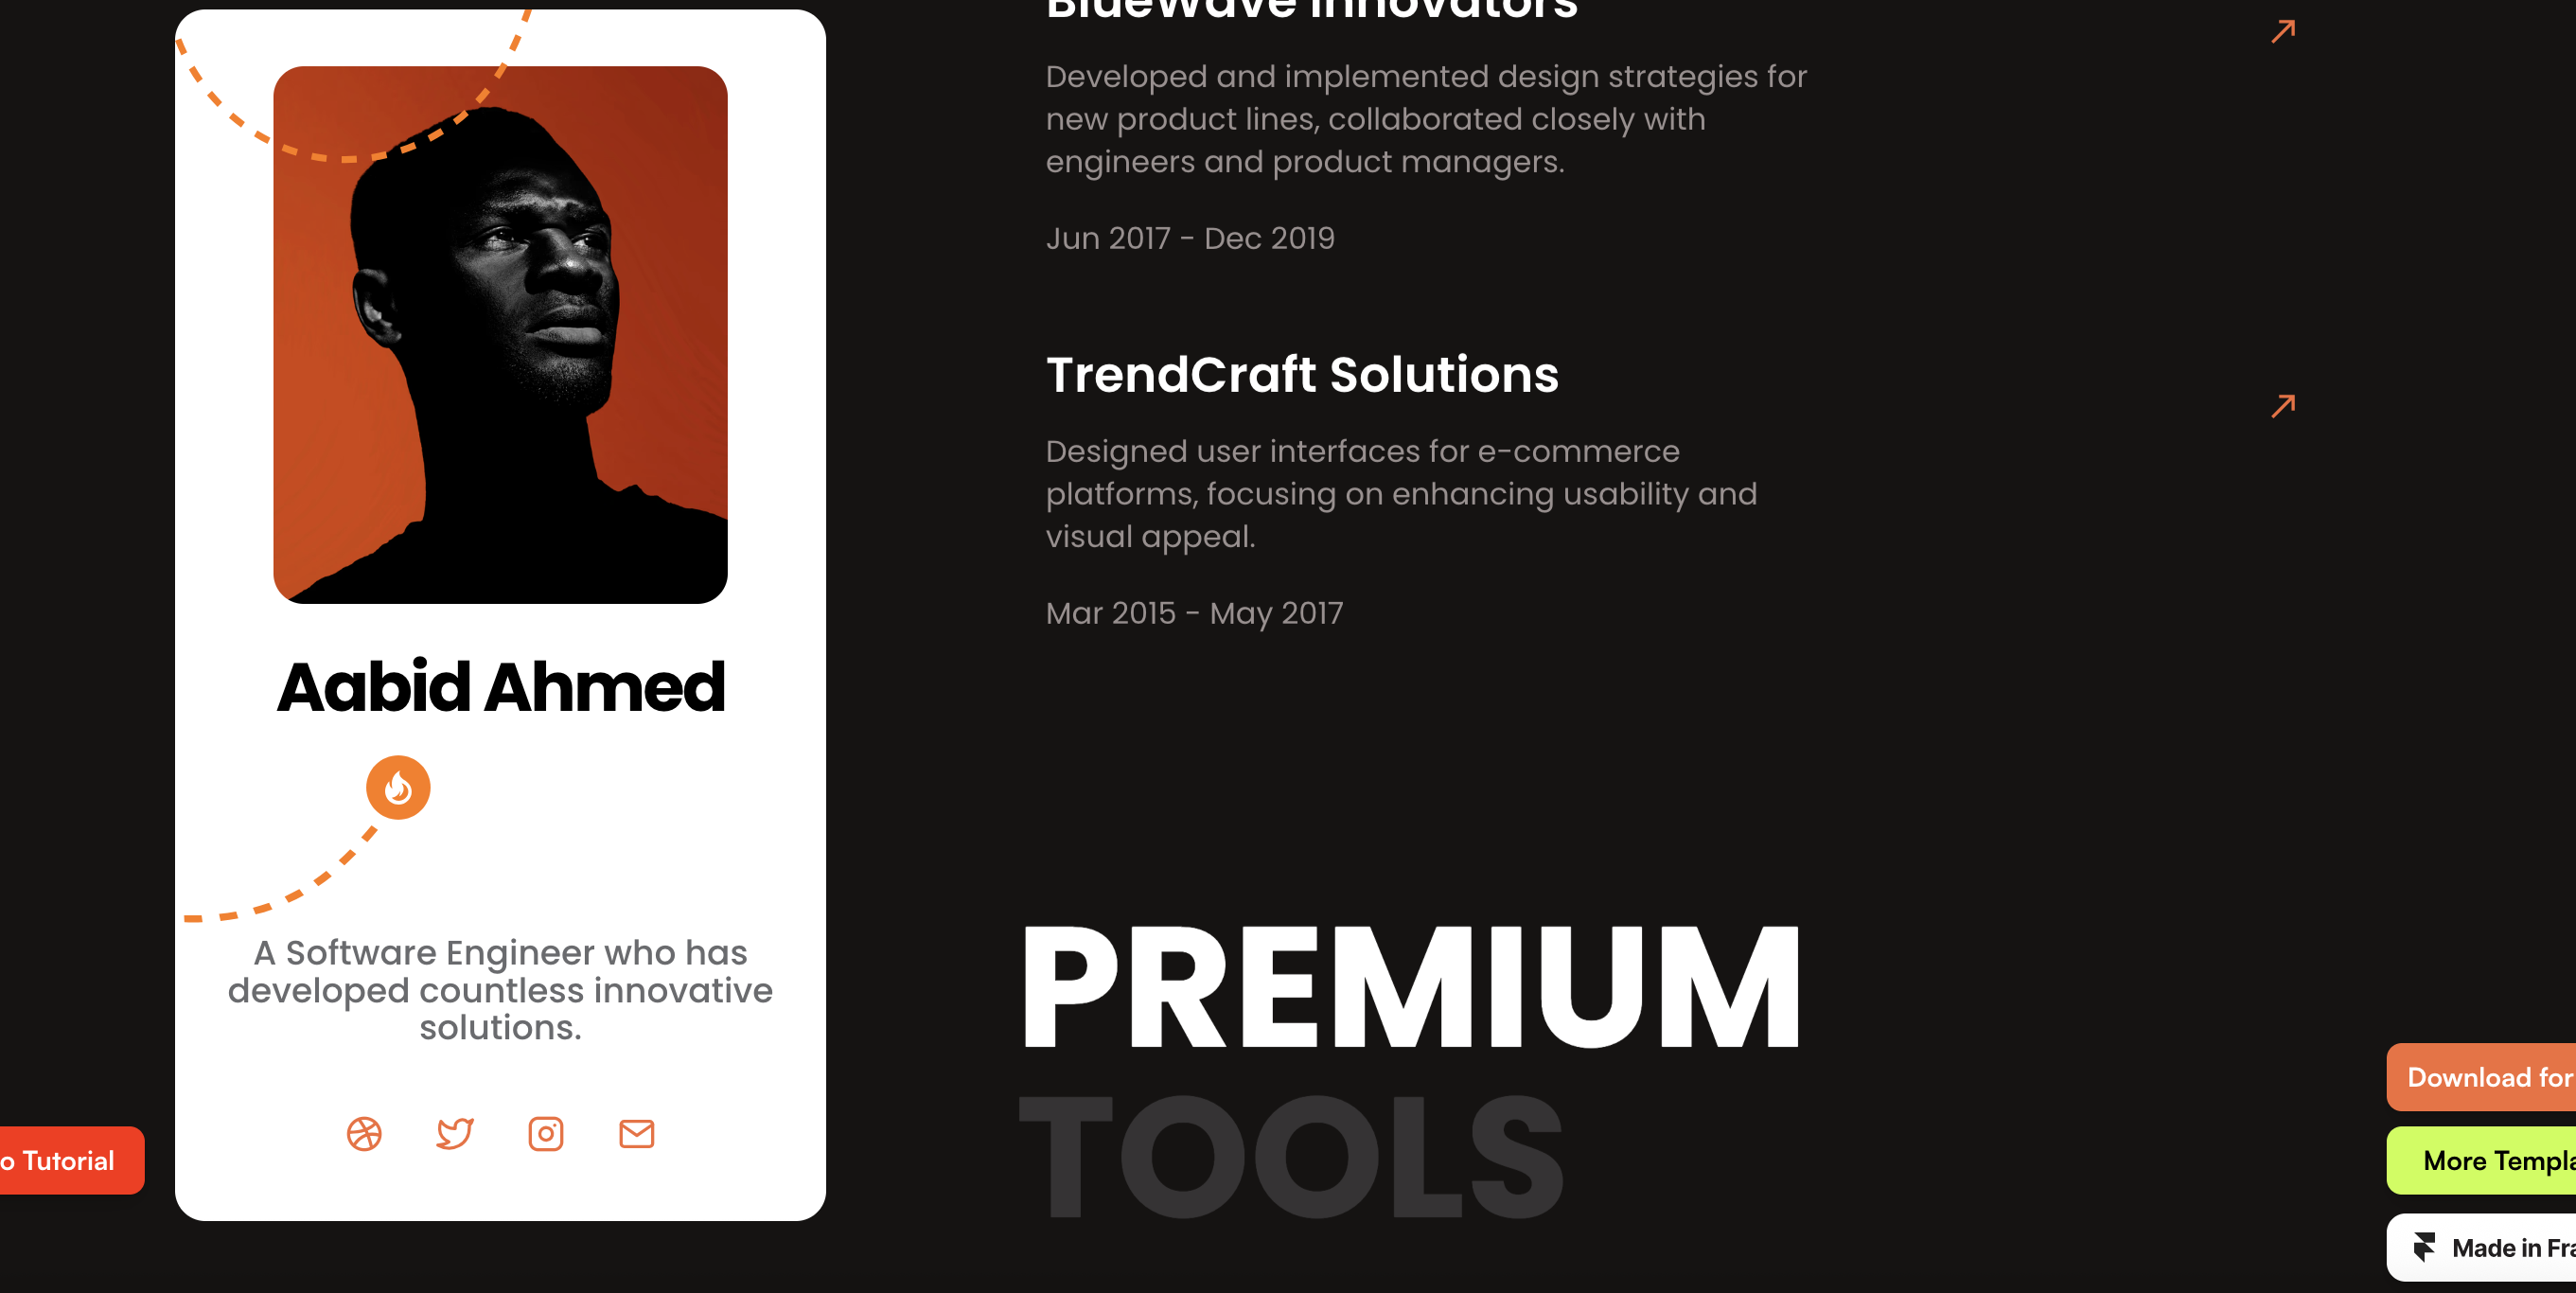 Aabid Ahmed
A Software Engineer who has
developed countless innovative
solutions.
o Tutorial
BlueWave Innovators
Developed and implemented design strategies for
new product lines, collaborated closely with
engineers and product managers.
Jun 2017 - Dec 2019
TrendCraft Solutions
Designed user interfaces for e-commerce
platforms, focusing on enhancing usability and
visual appeal.
Mar 2015 - May 2017
PREMIUM
TOOLS
Download for
More Templa
Made in Fra